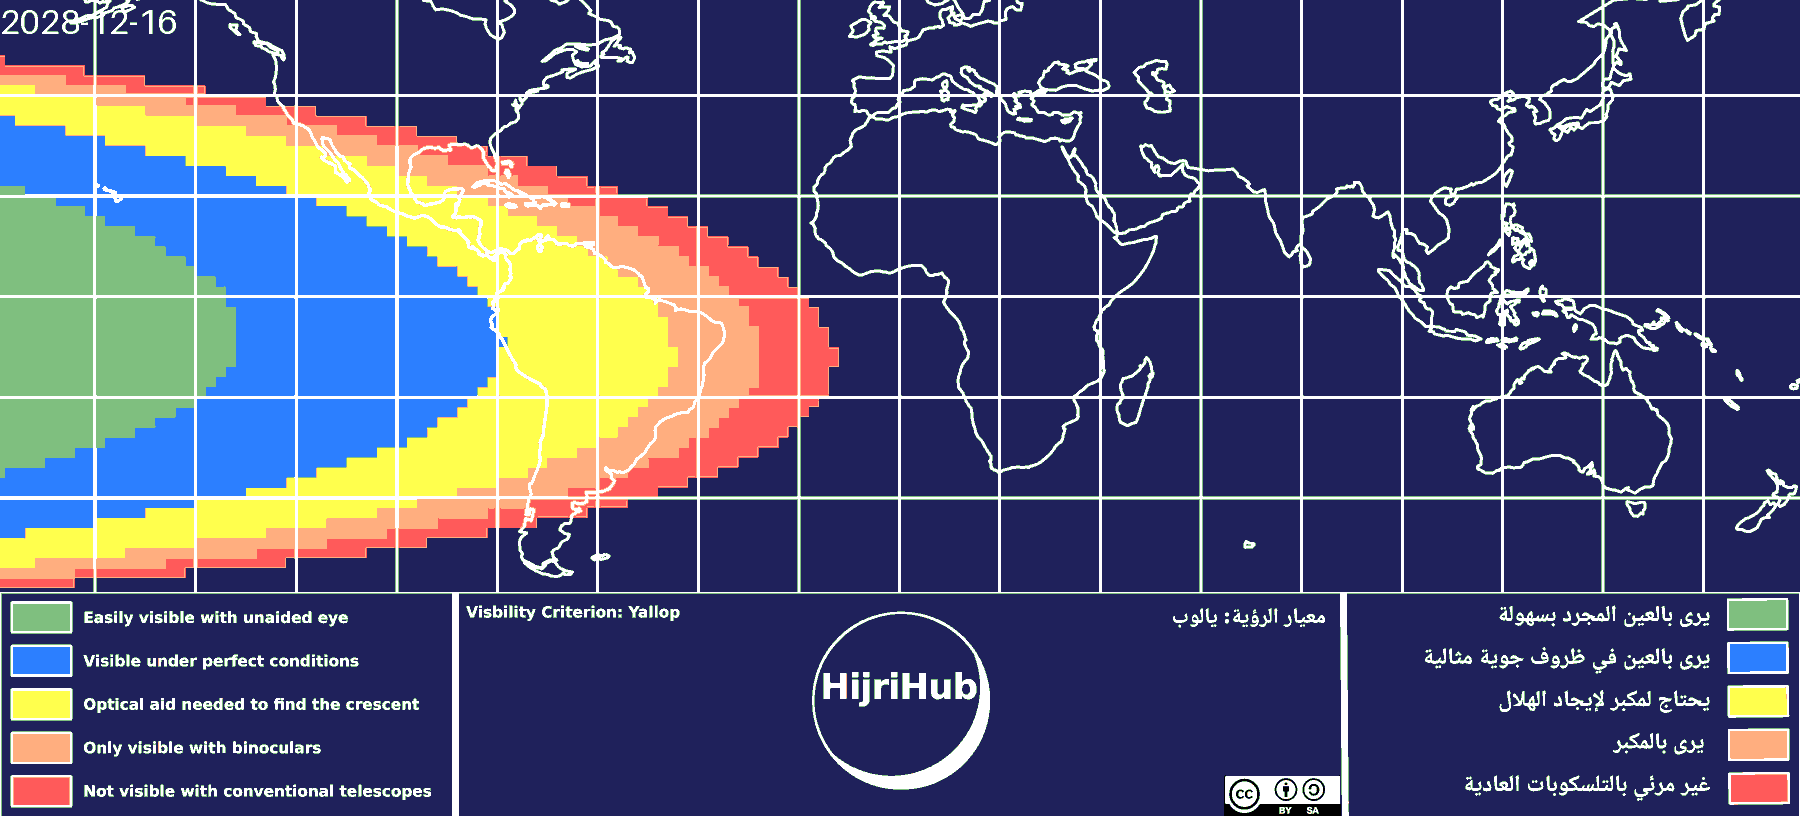 2028-12-16
Easily visible with unaided eye
Visible under perfect conditions
Optical aid needed to find the crescent
Only visible with binoculars
Not visible with conventional telescopes
Visbility Criterion: Yallop
معيار الرؤية: يالوب
HijriHub
cc
BY SA
يرى بالعين المجرد بسهولة
يرى بالعين في ظروف جوية مثالية
يحتاج لمكبر لإيجاد الهلال
يرى بالمكبر
غير مرئي بالتلسكوبات العادية